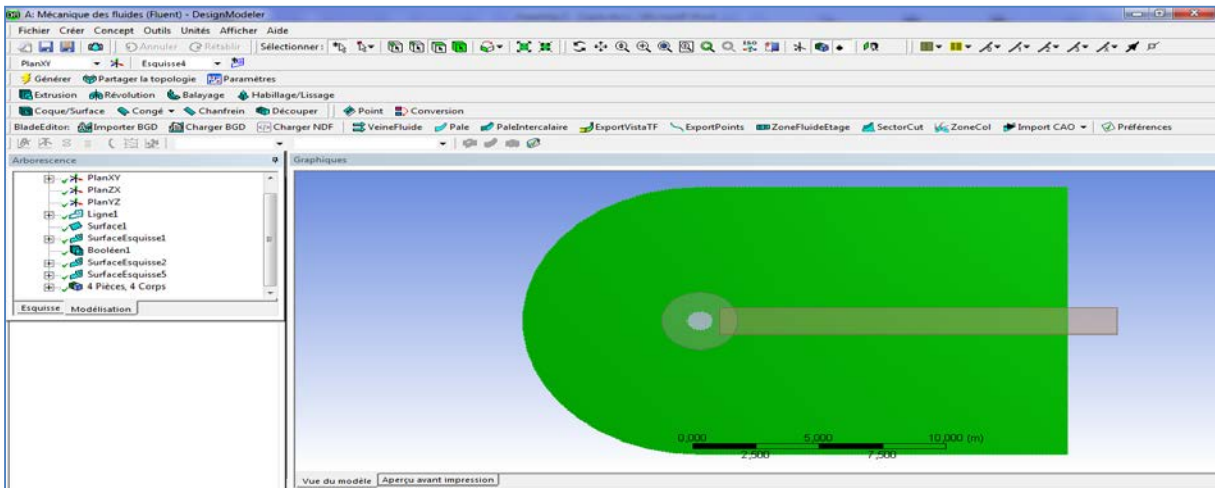 A: Mécanique des fluides (Fluent) - DesignModeler
Fichier Créer Concept Outils Unités Afficher Aide
Annuler Rétablir Sélectionner:
PlanXY Esquisse4
Générer Partager la topologie Paramètres
Extrusion Révolution Balayage Habillage/Lissage
Coque/Surface Congé Chanfrein Découper Point Conversion
BladeEditor: Importer BGD Charger BGD Charger NDF VeineFluide Pale PaleIntercalaire ExportVistaTF ExportPoints ZoneFluideEtage SectorCut ZoneCol Import CAO Préférences
Arborescence Graphiques
PlanXY
PlanZX
PlanYZ
Ligne1
Surface1
SurfaceEsquisse1
Booléen1
SurfaceEsquisse2
SurfaceEsquisse5
4 Pièces, 4 Corps
Esquisse Modélisation
0,000 5,000 10,000 (m)
2,500 7,500
Vue du modèle Aperçu avant impression